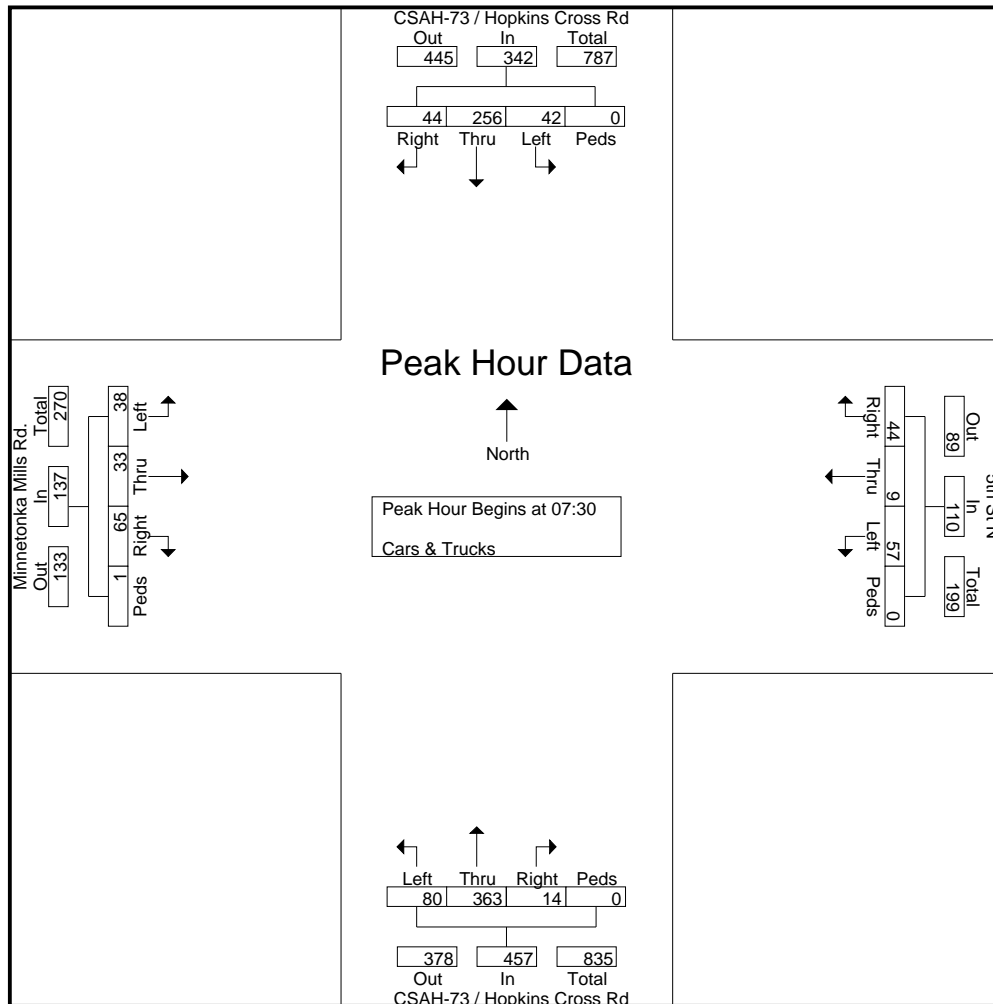 CSAH-73 / Hopkins Cross Rd
Out In Total
445 342 787
44 256 42 0
Right Thru Left Peds
Peak Hour Data
North
Peak Hour Begins at 07:30
Cars & Trucks
Minnetonka Mills Rd.
Out In Total
133 137 270
1 65 33 38
Peds Right Thru Left
Out In Total
89 110 199
44 9 57 0
Right Thru Left Peds
Left Thru Right Peds
80 363 14 0
378 457 835
Out In Total
CSAH-73 / Hopkins Cross Rd